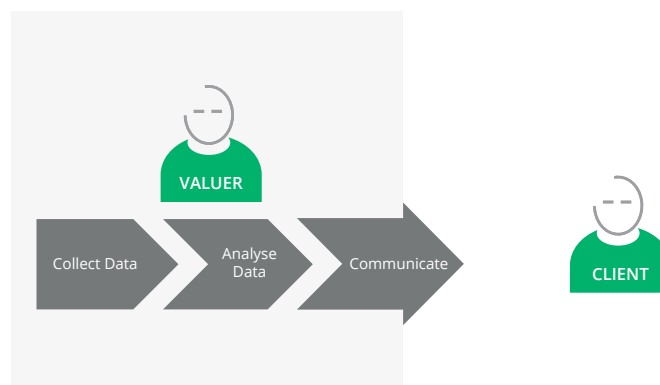 VALUER
Collect Data
Analyse
Data
Communicate
CLIENT